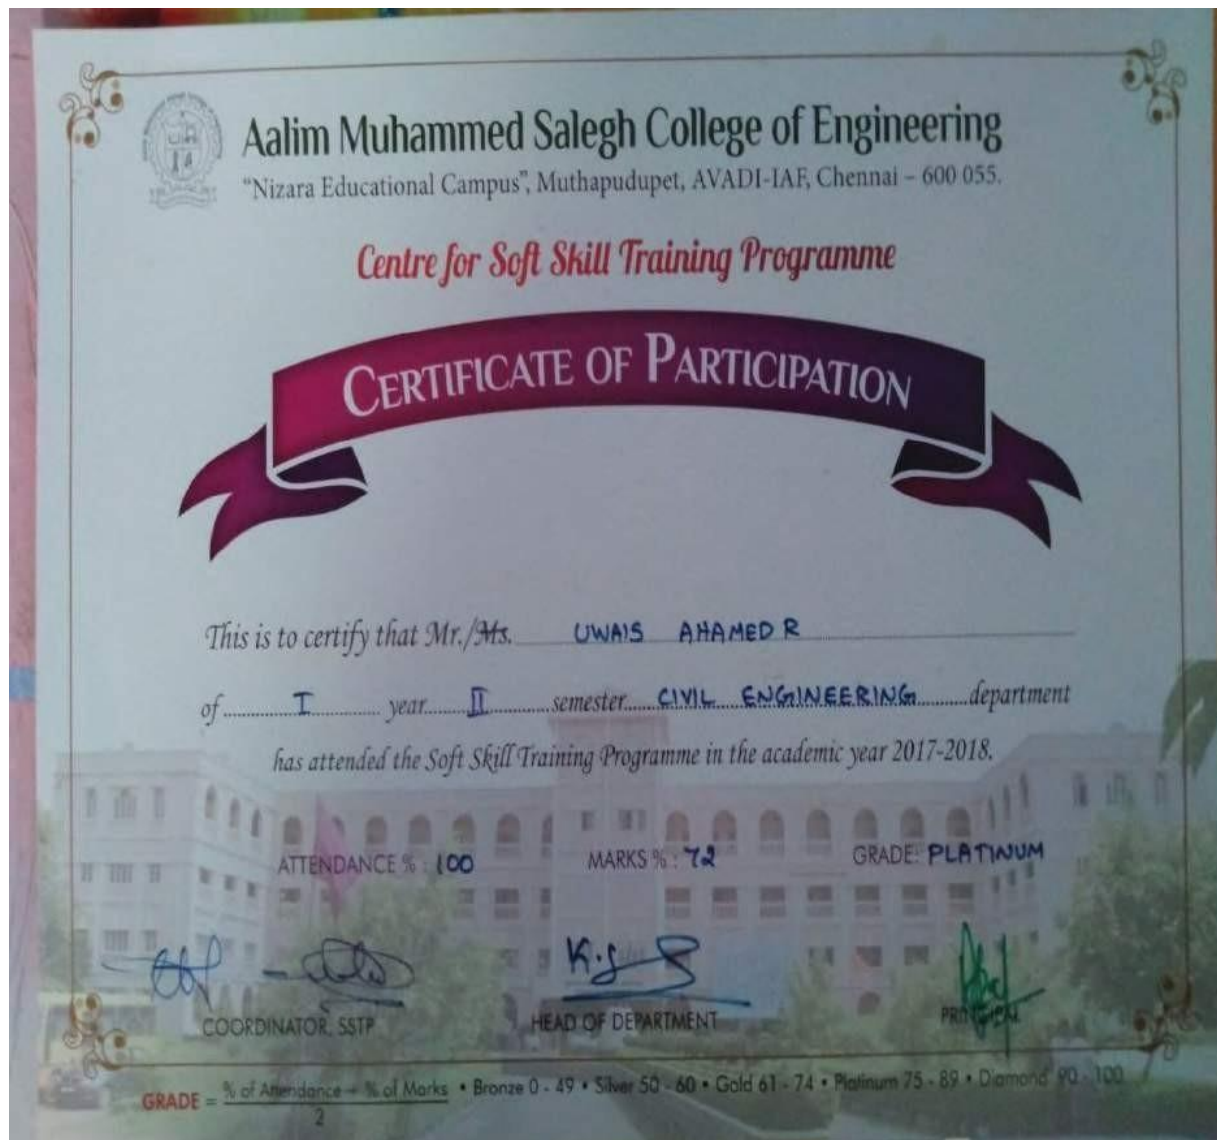 Aalim Muhammed Salegh College of Engineering
"Nizara Educational Campus", Muthapudupet, AVADI-IAF, Chennai – 600 055.
Centre for Soft Skill Training Programme
CERTIFICATE OF PARTICIPATION
This is to certify that Mr./Ms. UWAIS AHAMED R
of I year II semester CIVIL ENGINEERING department
has attended the Soft Skill Training Programme in the academic year 2017-2018.
ATTENDANCE % : 100 MARKS % : 72 GRADE: PLATINUM
COORDINATOR, SSTP HEAD OF DEPARTMENT PRINCIPAL
GRADE = % of Attendance + % of Marks • Bronze 0 - 49 • Silver 50 - 60 • Gold 61 - 74 • Platinum 75 - 89 • Diamond 90 - 100
2